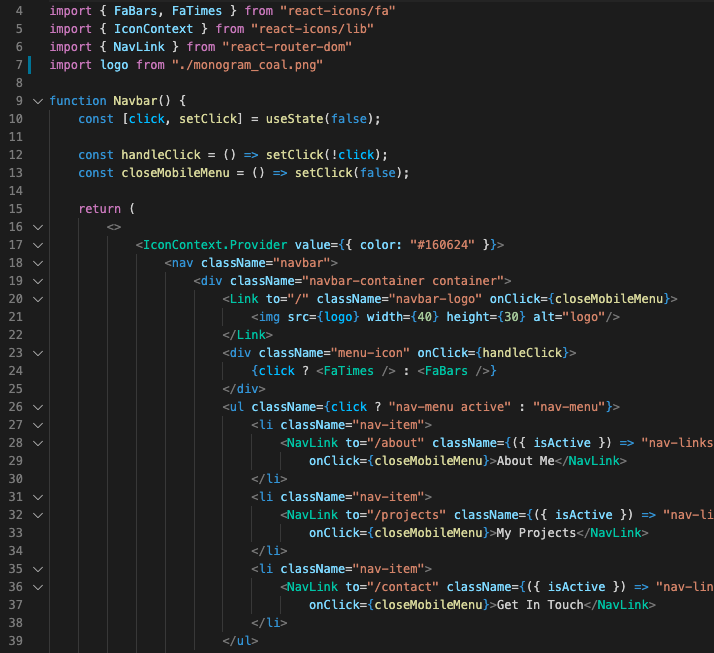 4 import { FaBars, FaTimes } from "react-icons/fa"
5 import { IconContext } from "react-icons/lib"
6 import { NavLink } from "react-router-dom"
7 import logo from "./monogram_coal.png"
8
9 function Navbar() {
10 const [click, setClick] = useState(false);
11
12 const handleClick = () => setClick(!click);
13 const closeMobileMenu = () => setClick(false);
14
15 return (
16 <>
17 <IconContext.Provider value={{ color: "#160624" }}>
18 <nav className="navbar">
19 <div className="navbar-container container">
20 <Link to="/" className="navbar-logo" onClick={closeMobileMenu}>
21 <img src={logo} width={40} height={30} alt="logo"/>
22 </Link>
23 <div className="menu-icon" onClick={handleClick}>
24 {click ? <FaTimes /> : <FaBars />}
25 </div>
26 <ul className={click ? "nav-menu active" : "nav-menu"}>
27 <li className="nav-item">
28 <NavLink to="/about" className={({ isActive }) => "nav-links
29 onClick={closeMobileMenu}>About Me</NavLink>
30 </li>
31 <li className="nav-item">
32 <NavLink to="/projects" className={({ isActive }) => "nav-li
33 onClick={closeMobileMenu}>My Projects</NavLink>
34 </li>
35 <li className="nav-item">
36 <NavLink to="/contact" className={({ isActive }) => "nav-lin
37 onClick={closeMobileMenu}>Get In Touch</NavLink>
38 </li>
39 </ul>